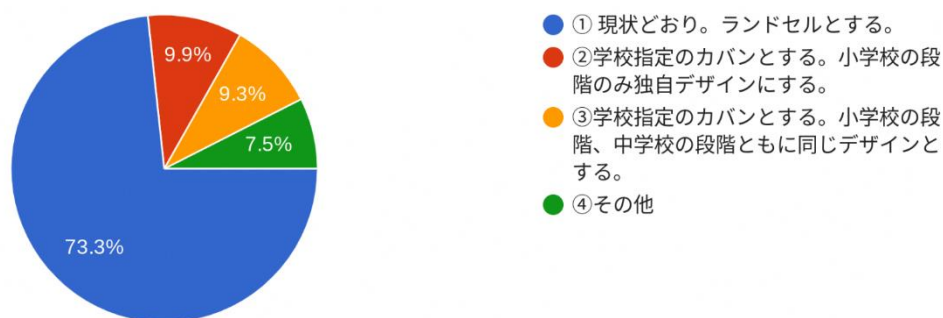 9.9%
9.3%
7.5%
73.3%
① 現状どおり。ランドセルとする。
②学校指定のカバンとする。小学校の段
階のみ独自デザインにする。
③学校指定のカバンとする。小学校の段
階、中学校の段階ともに同じデザインと
する。
④その他